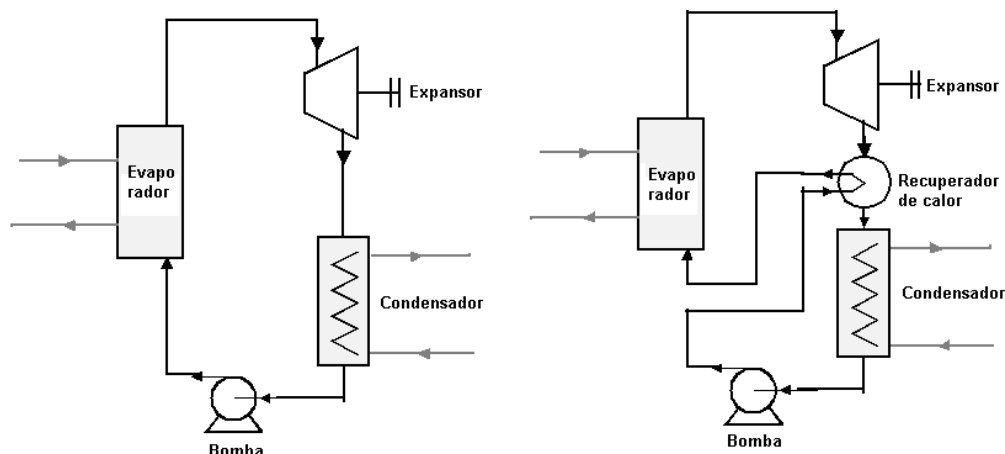 Expansor
Evapo
rador
Condensador
Bomba
Expansor
Evapo
rador
Recuperador
de calor
Condensador
Bomba